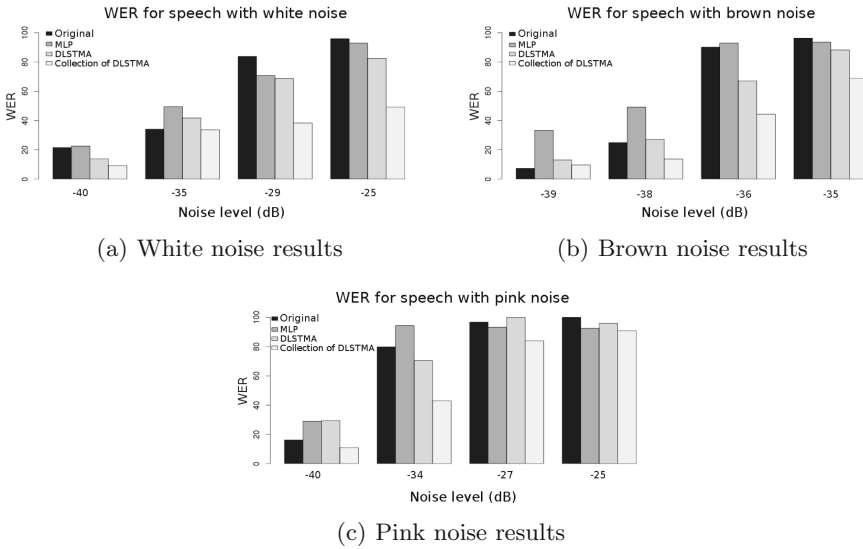 WER for speech with white noise
WER
0 20 40 60 80 100
Original
MLP
DLSTMA
Collection of DLSTMA
-40 -35 -29 -25
Noise level (dB)
(a) White noise results
WER for speech with brown noise
WER
0 20 40 60 80 100
Original
MLP
DLSTMA
Collection of DLSTMA
-39 -38 -36 -35
Noise level (dB)
(b) Brown noise results
WER for speech with pink noise
WER
0 20 40 60 80 100
Original
MLP
DLSTMA
Collection of DLSTMA
-40 -34 -27 -25
Noise level (dB)
(c) Pink noise results